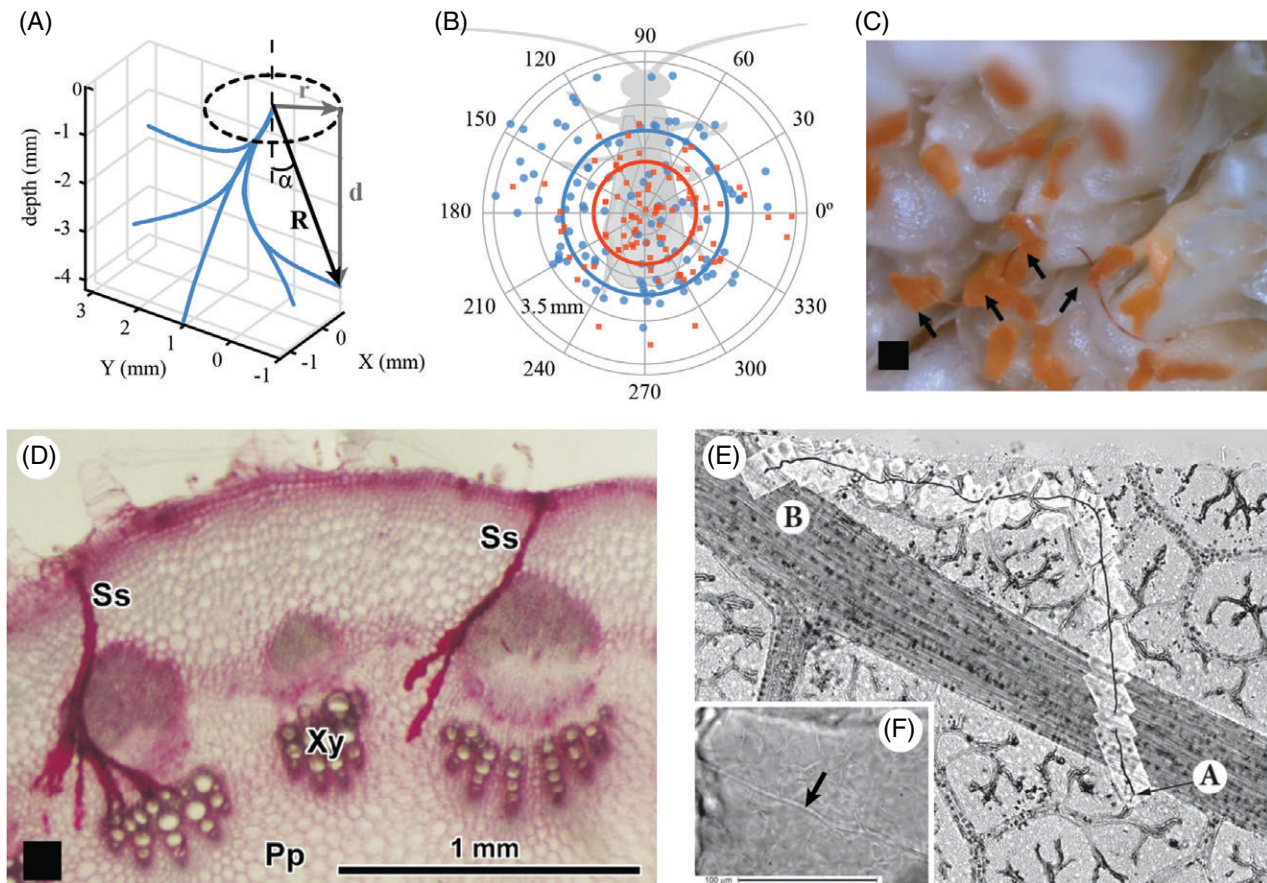 (A)
0
-1
-2
-3
-4
depth (mm)
3
2
1
0
-1
Y (mm)
-1
0
X (mm)
r
d
R
α
(B)
90
60
30
0º
330
300
270
240
210
180
150
120
3.5 mm
(C)
(D)
Ss
Ss
Xy
Pp
1 mm
(E)
B
A
(F)
100 µm